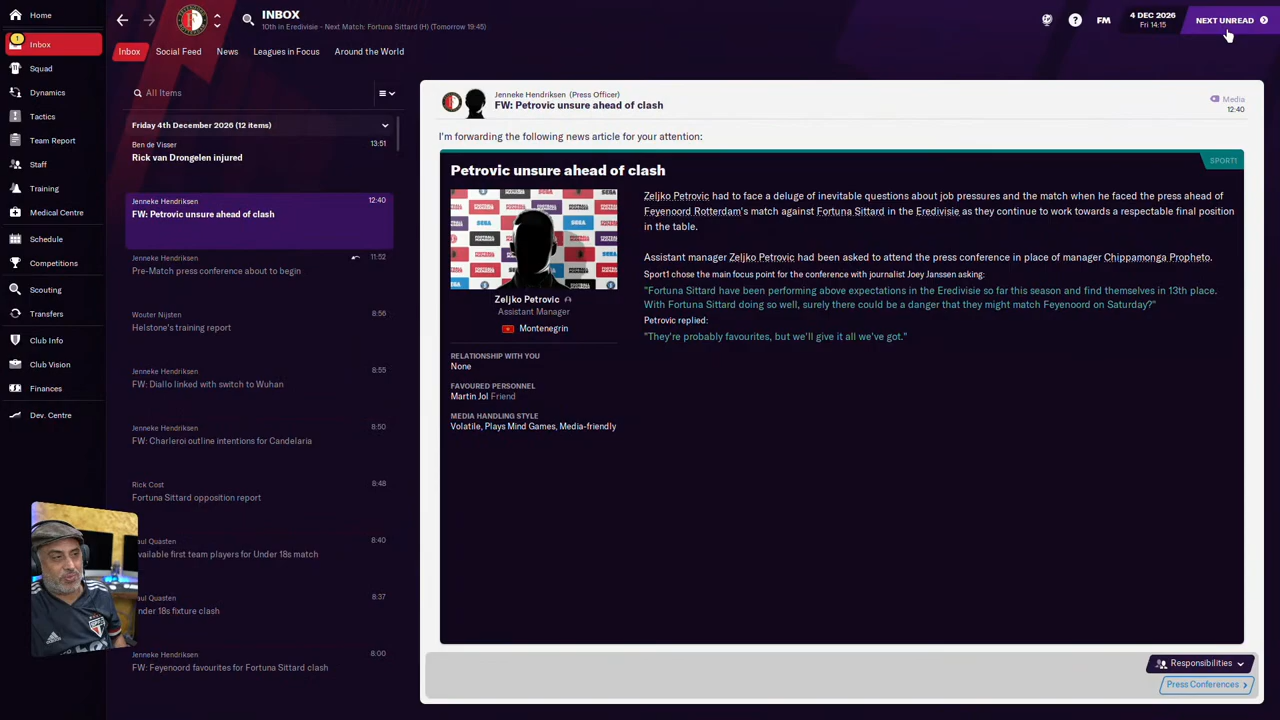 Home
INBOX
10th in Eredivisie - Next Match: Fortuna Sittard (H) (Tomorrow 19:45)
FM
4 DEC 2026
Fri 14:15
NEXT UNREAD
1
Inbox
Squad
Dynamics
Tactics
Team Report
Staff
Training
Medical Centre
Schedule
Competitions
Scouting
Transfers
Club Info
Club Vision
Finances
Dev. Centre
Inbox
Social Feed
News
Leagues in Focus
Around the World
All Items
Friday 4th December 2026 (12 items)
Ben de Visser
13:51
Rick van Drongelen injured
Jenneke Hendriksen
12:40
FW: Petrovic unsure ahead of clash
Jenneke Hendriksen
11:52
Pre-Match press conference about to begin
Wouter Nijsten
8:56
Helstone's training report
Jenneke Hendriksen
8:55
FW: Diallo linked with switch to Wuhan
Jenneke Hendriksen
8:50
FW: Charleroi outline intentions for Candelaria
Rick Cost
8:48
Fortuna Sittard opposition report
aul Quasten
8:40
vailable first team players for Under 18s match
aul Quasten
8:37
nder 18s fixture clash
Jenneke Hendriksen
8:00
FW: Feyenoord favourites for Fortuna Sittard clash
Jenneke Hendriksen (Press Officer)
FW: Petrovic unsure ahead of clash
Media
12:40
I'm forwarding the following news article for your attention:
Petrovic unsure ahead of clash
SPORT1
SEGA
Zeljko Petrovic
Assistant Manager
Montenegrin
RELATIONSHIP WITH YOU
None
FAVOURED PERSONNEL
Martin Jol Friend
MEDIA HANDLING STYLE
Volatile, Plays Mind Games, Media-friendly
Zeljko Petrovic had to face a deluge of inevitable questions about job pressures and the match when he faced the press ahead of
Feyenoord Rotterdam's match against Fortuna Sittard in the Eredivisie as they continue to work towards a respectable final position
in the table.
Assistant manager Zeljko Petrovic had been asked to attend the press conference in place of manager Chippamonga Propheto.
Sport1 chose the main focus point for the conference with journalist Joey Janssen asking:
"Fortuna Sittard have been performing above expectations in the Eredivisie so far this season and find themselves in 13th place.
With Fortuna Sittard doing so well, surely there could be a danger that they might match Feyenoord on Saturday?"
Petrovic replied:
"They're probably favourites, but we'll give it all we've got."
Responsibilities
Press Conferences